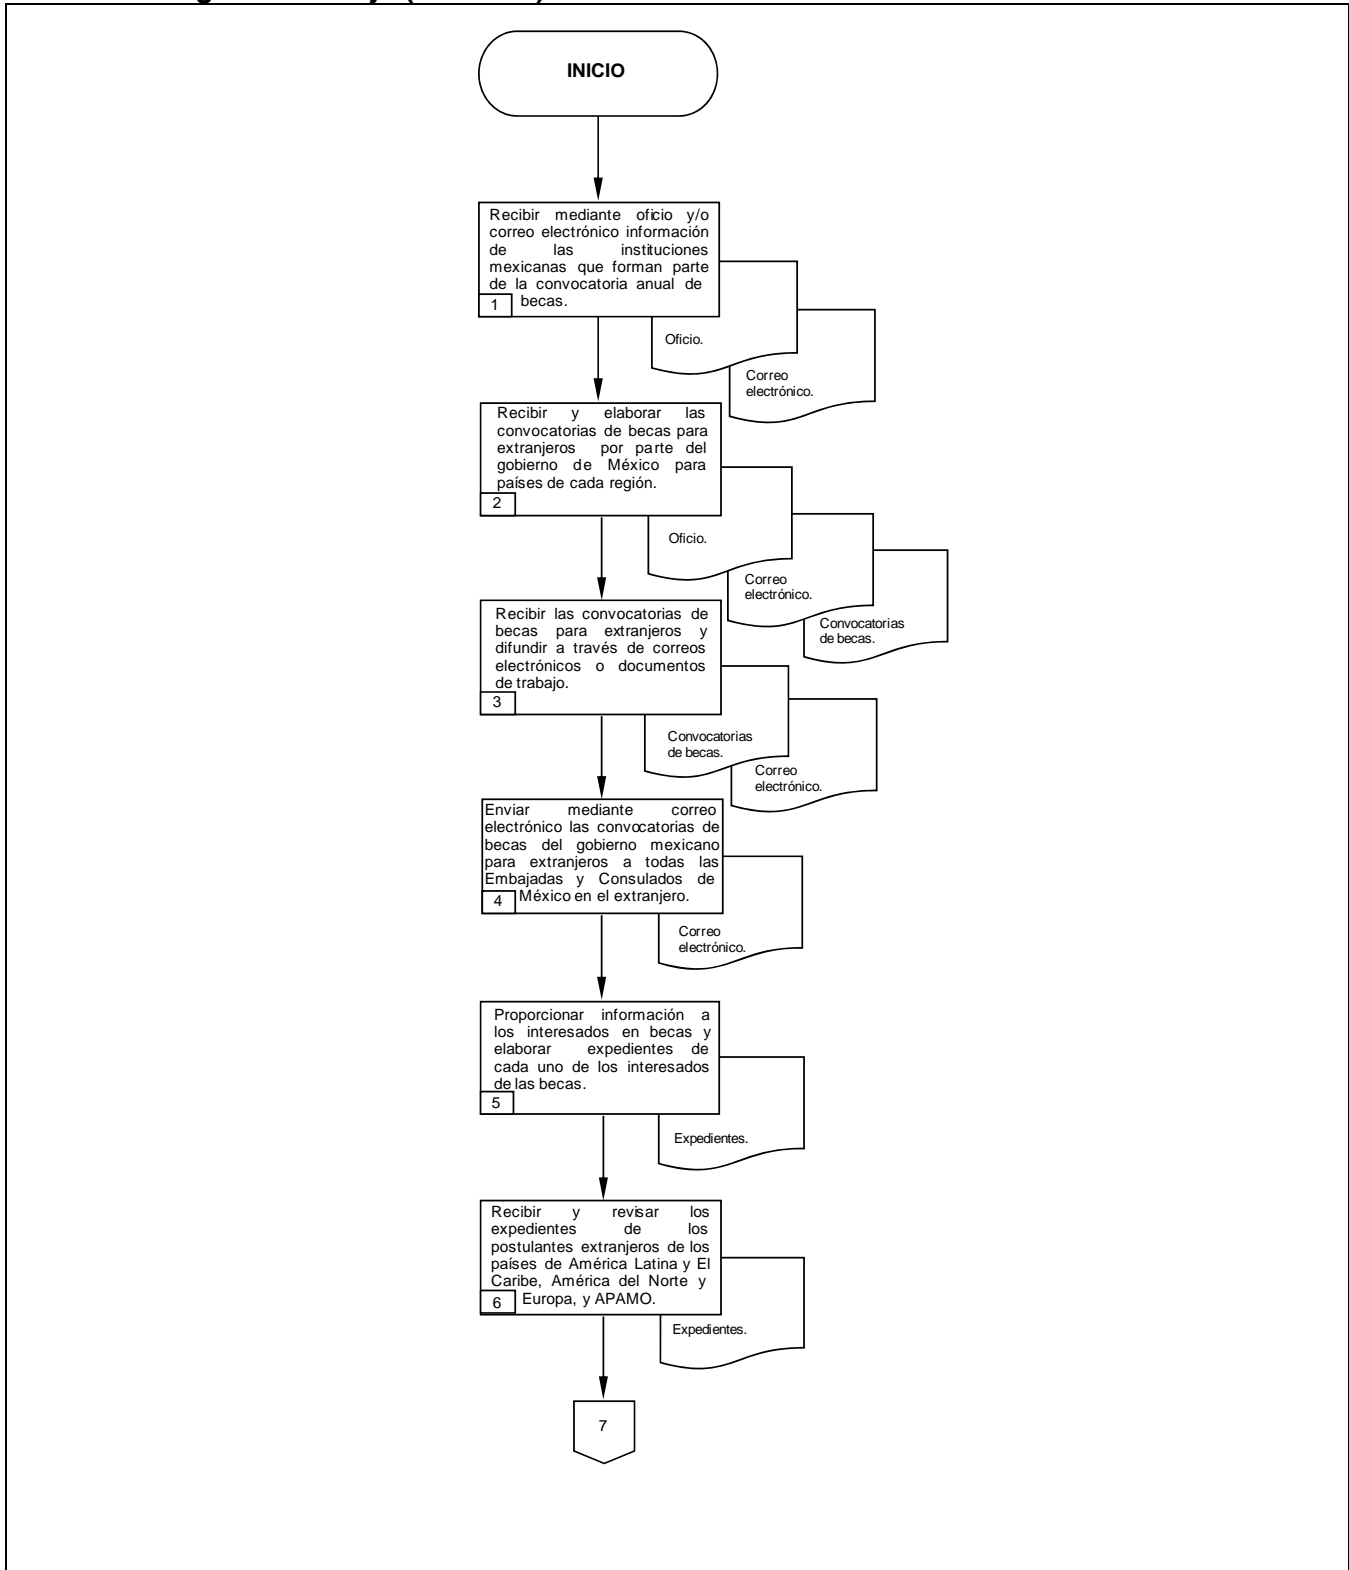 INICIO
Recibir mediante oficio y/o
correo electrónico información
de las instituciones
mexicanas que forman parte
de la convocatoria anual de
becas.
1
Oficio.
Correo
electrónico.
Recibir y elaborar las
convocatorias de becas para
extranjeros por parte del
gobierno de México para
países de cada región.
2
Oficio.
Correo
electrónico.
Convocatorias
de becas.
Recibir las convocatorias de
becas para extranjeros y
difundir a través de correos
electrónicos o documentos
de trabajo.
3
Convocatorias
de becas.
Correo
electrónico.
Enviar mediante correo
electrónico las convocatorias de
becas del gobierno mexicano
para extranjeros a todas las
Embajadas y Consulados de
México en el extranjero.
4
Correo
electrónico.
Proporcionar información a
los interesados en becas y
elaborar expedientes de
cada uno de los interesados
de las becas.
5
Expedientes.
Recibir y revisar los
expedientes de los
postulantes extranjeros de los
países de América Latina y El
Caribe, América del Norte y
Europa, y APAMO.
6
Expedientes.
7